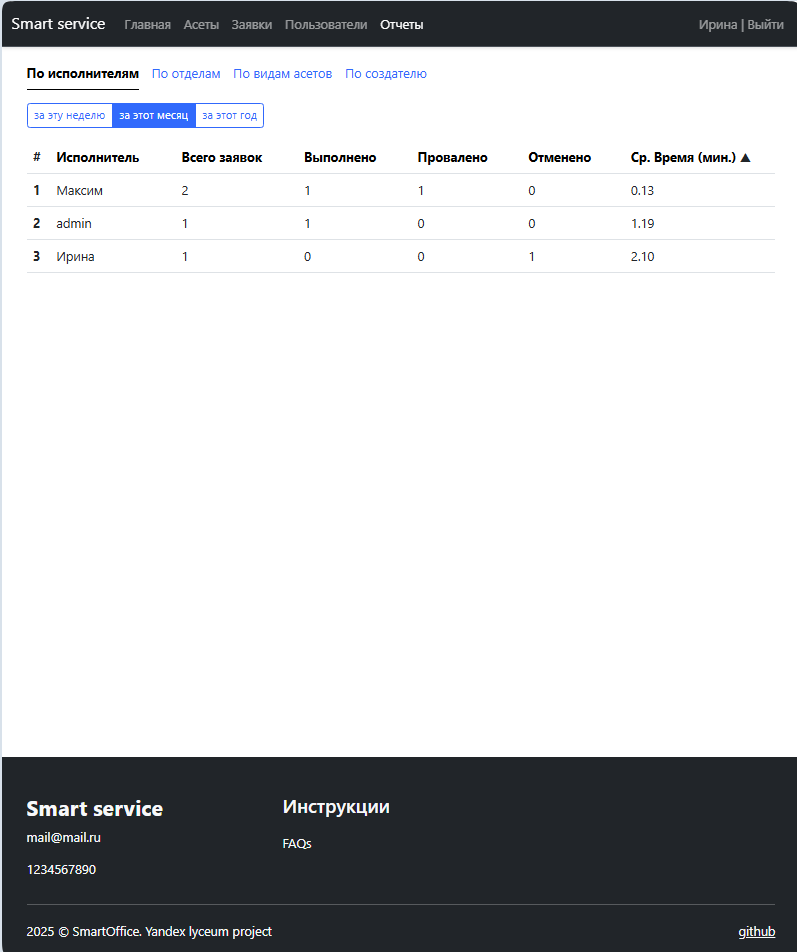 Smart service Главная Асеты Заявки Пользователи Отчеты Ирина | Выйти
По исполнителям По отделам По видам асетов По создателю
за эту неделю за этот месяц за этот год
# Исполнитель Всего заявок Выполнено Провалено Отменено Ср. Время (мин.) ▲
1 Максим 2 1 1 0 0.13
2 admin 1 1 0 0 1.19
3 Ирина 1 0 0 1 2.10
Smart service
mail@mail.ru
1234567890
Инструкции
FAQs
2025 © SmartOffice. Yandex lyceum project github